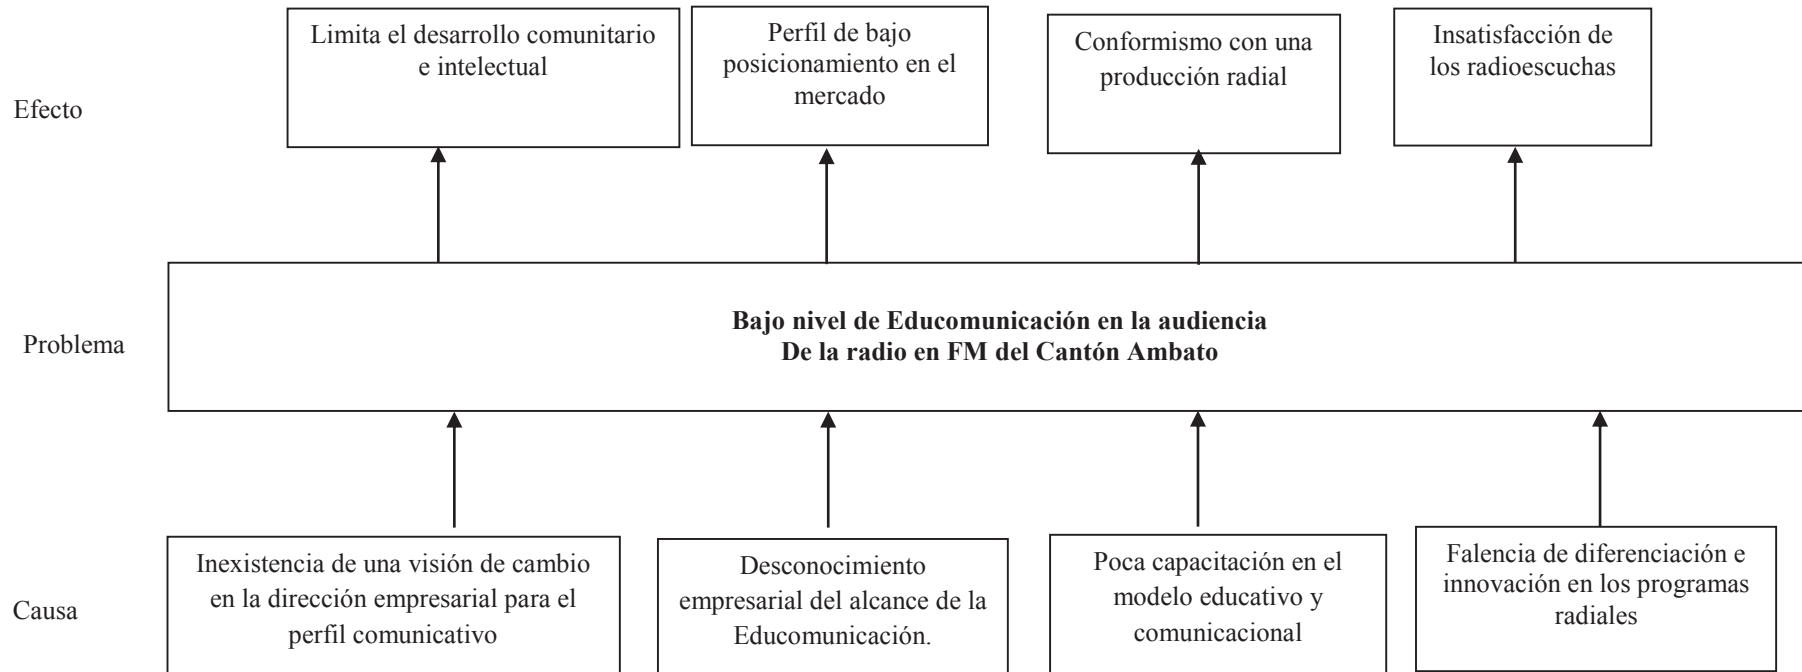 Efecto
Limita el desarrollo comunitario
e intelectual
Perfil de bajo
posicionamiento en el
mercado
Conformismo con una
producción radial
Insatisfacción de
los radioescuchas
Problema
Bajo nivel de Educomunicación en la audiencia
De la radio en FM del Cantón Ambato
Causa
Inexistencia de una visión de cambio
en la dirección empresarial para el
perfil comunicativo
Desconocimiento
empresarial del alcance de la
Educomunicación.
Poca capacitación en el
modelo educativo y
comunicacional
Falencia de diferenciación e
innovación en los programas
radiales